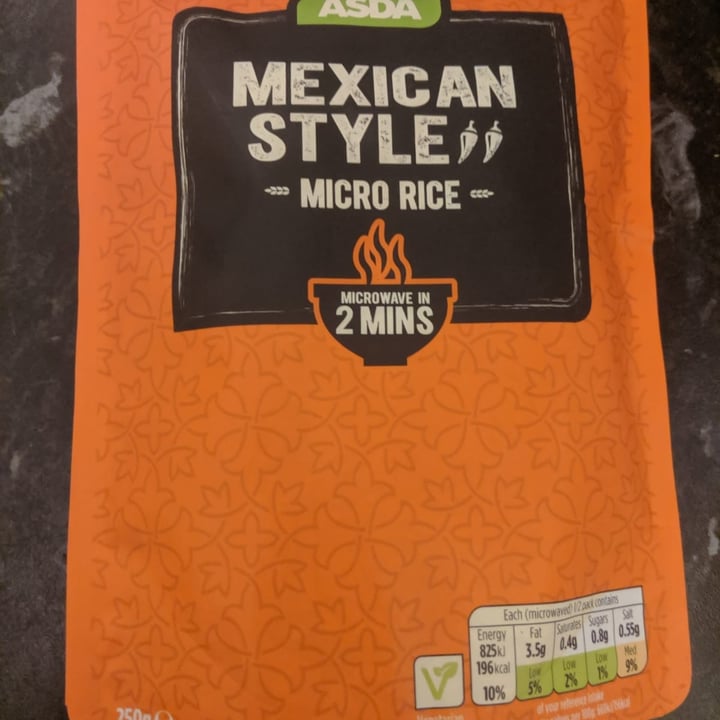 ASDA
MEXICAN
STYLE
MICRO RICE
MICROWAVE IN
2 MINS
Each (microwaved) 1/2 pack contains
Energy Fat Saturates Sugars Salt
825kJ 3.5g 0.4g 0.8g 0.55g
196kcal Low Low Low Med
10% 5% 2% 1% 9%
of your reference intake
Vegetarian
250g